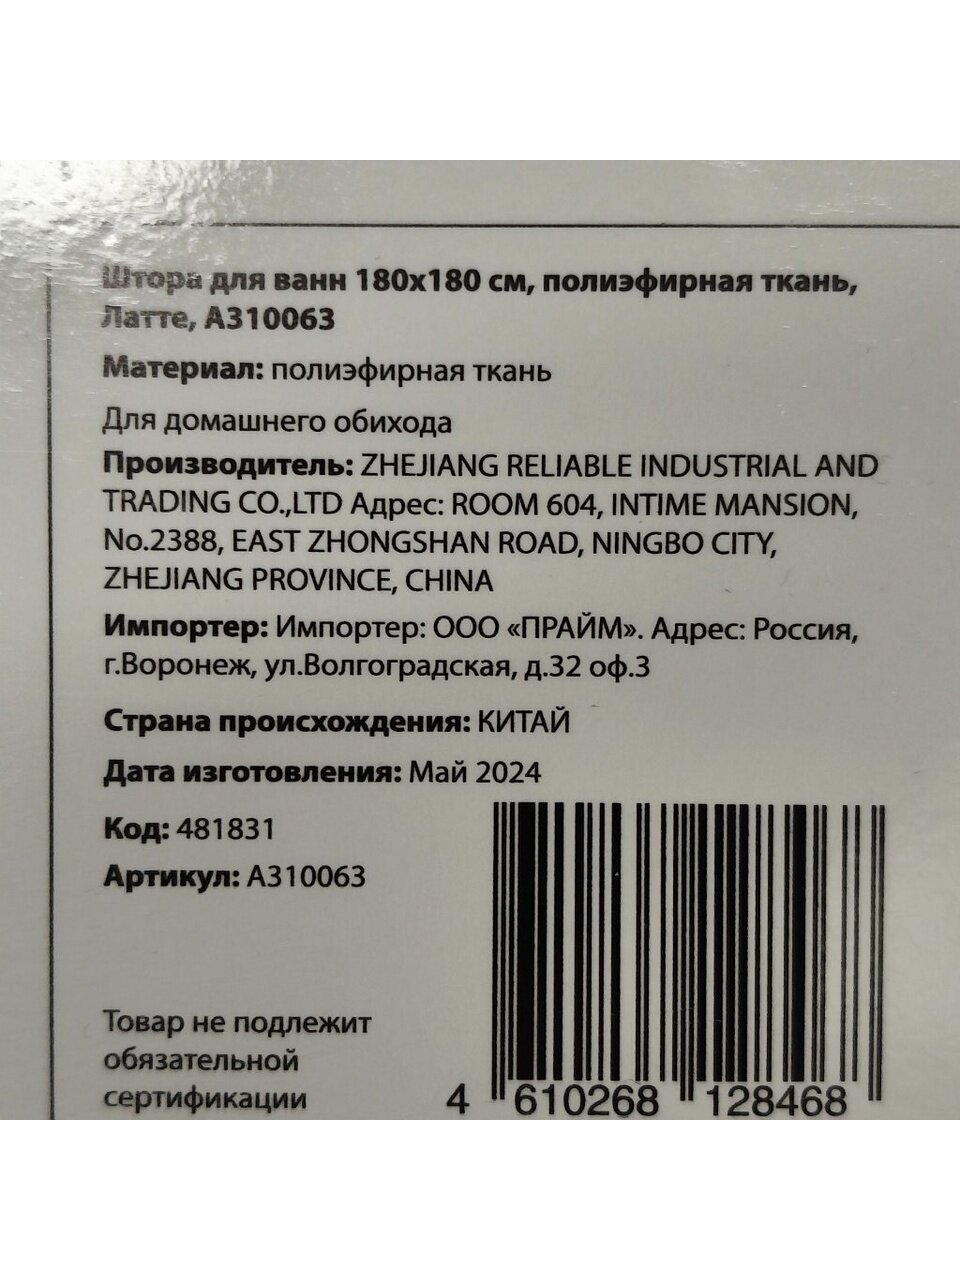 Штора для ванн 180х180 см, полиэфирная ткань,
Латте, А310063
Материал: полиэфирная ткань
Для домашнего обихода
Производитель: ZHEJIANG RELIABLE INDUSTRIAL AND
TRADING CO.,LTD Адрес: ROOM 604, INTIME MANSION,
No.2388, EAST ZHONGSHAN ROAD, NINGBO CITY,
ZHEJIANG PROVINCE, CHINA
Импортер: Импортер: ООО «ПРАЙМ». Адрес: Россия,
г.Воронеж, ул.Волгоградская, д.32 оф.3
Страна происхождения: КИТАЙ
Дата изготовления: Май 2024
Код: 481831
Артикул: А310063
Товар не подлежит
обязательной
сертификации
4 610268 128468